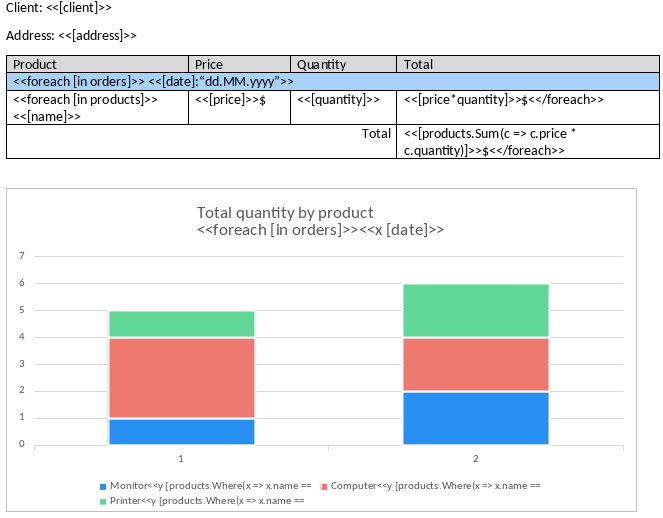 Client: <<[client]>>
Address: <<[address]>>
Product Price Quantity Total
<<foreach [in orders]>> <<[date]:“dd.MM.yyyy”>>
<<foreach [in products]>> <<[price]>>$ <<[quantity]>> <<[price*quantity]>>$<</foreach>>
<<[name]>>
Total <<[products.Sum(c => c.price *
c.quantity)]>>$<</foreach>>
Total quantity by product
<<foreach [in orders]>><<x [date]>>
7
6
5
4
3
2
1
0
1 2
Monitor<<y [products.Where(x => x.name == Computer<<y [products.Where(x => x.name ==
Printer<<y [products.Where(x => x.name ==